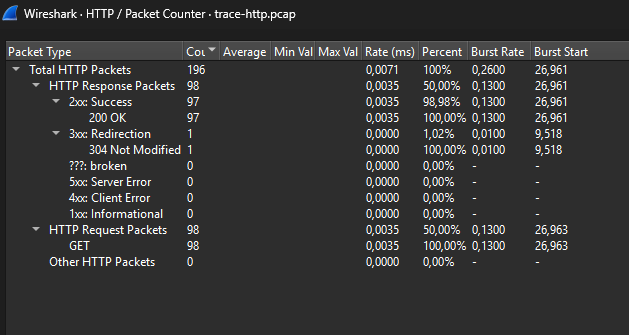 Wireshark · HTTP / Packet Counter · trace-http.pcap
Packet Type Cou Average Min Val Max Val Rate (ms) Percent Burst Rate Burst Start
Total HTTP Packets 196 0,0071 100% 0,2600 26,961
HTTP Response Packets 98 0,0035 50,00% 0,1300 26,961
2xx: Success 97 0,0035 98,98% 0,1300 26,961
200 OK 97 0,0035 100,00% 0,1300 26,961
3xx: Redirection 1 0,0000 1,02% 0,0100 9,518
304 Not Modified 1 0,0000 100,00% 0,0100 9,518
???: broken 0 0,0000 0,00% - -
5xx: Server Error 0 0,0000 0,00% - -
4xx: Client Error 0 0,0000 0,00% - -
1xx: Informational 0 0,0000 0,00% - -
HTTP Request Packets 98 0,0035 50,00% 0,1300 26,963
GET 98 0,0035 100,00% 0,1300 26,963
Other HTTP Packets 0 0,0000 0,00% - -